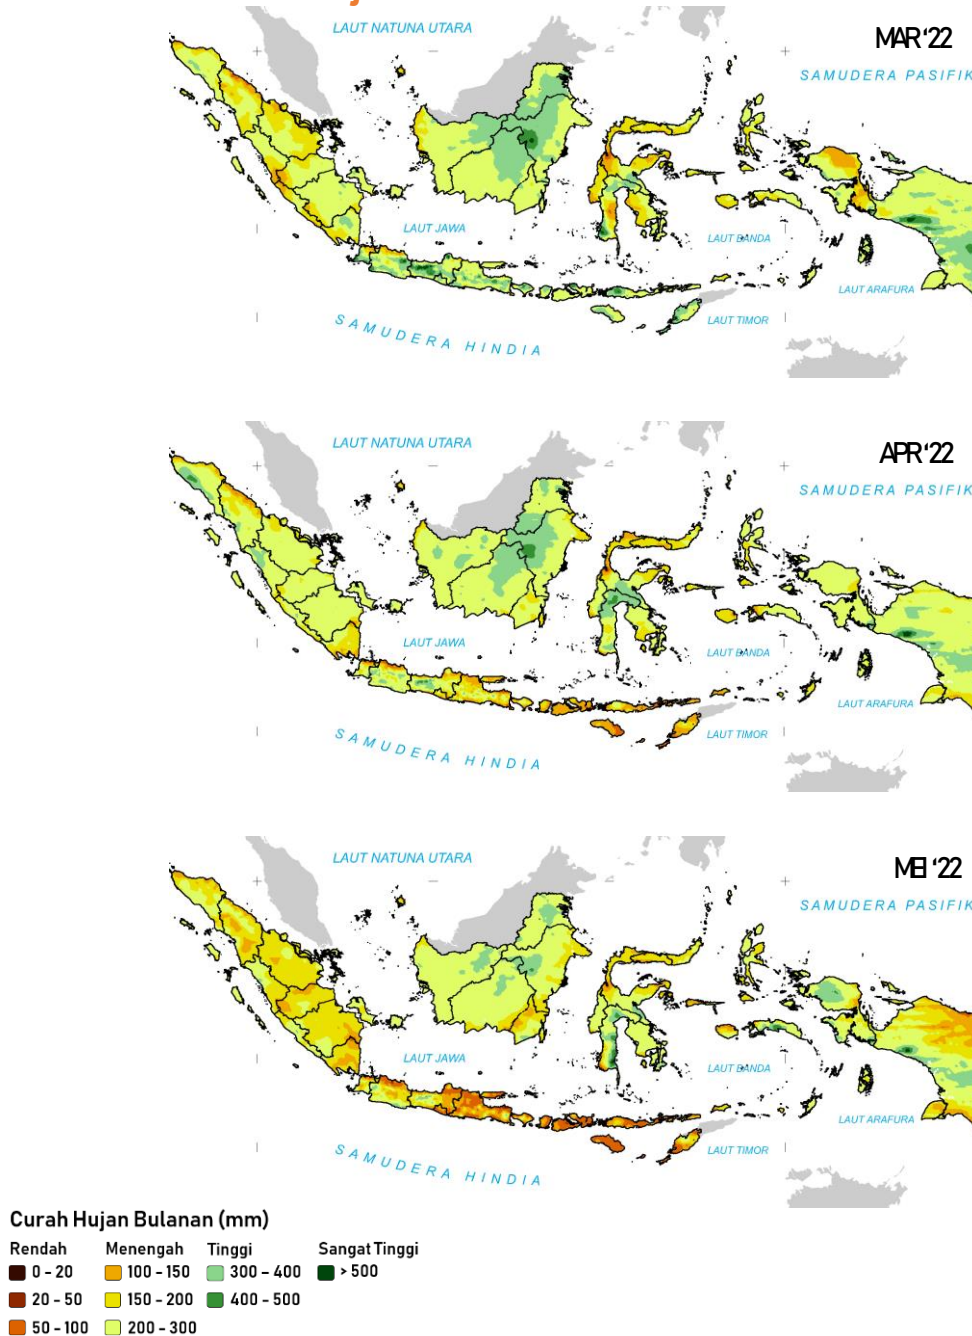 LAUT NATUNA UTARA
MAR '22
SAMUDERA PASIFIK
LAUT JAWA
LAUT BANDA
LAUT ARAFURA
SAMUDERA HINDIA
LAUT TIMOR
LAUT NATUNA UTARA
APR '22
SAMUDERA PASIFIK
LAUT JAWA
LAUT BANDA
LAUT ARAFURA
SAMUDERA HINDIA
LAUT TIMOR
LAUT NATUNA UTARA
MEI '22
SAMUDERA PASIFIK
LAUT JAWA
LAUT BANDA
LAUT ARAFURA
SAMUDERA HINDIA
LAUT TIMOR
Curah Hujan Bulanan (mm)
Rendah Menengah Tinggi Sangat Tinggi
0 - 20 100 - 150 300 - 400 > 500
20 - 50 150 - 200 400 - 500
50 - 100 200 - 300